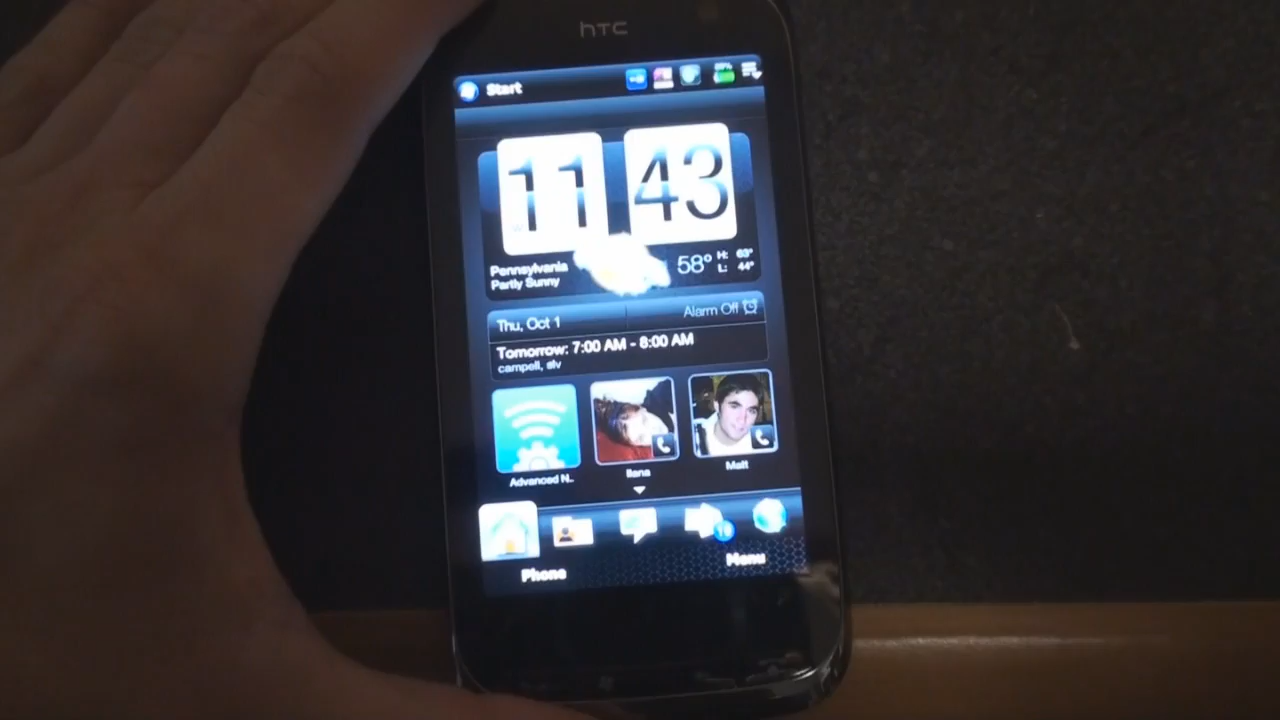 hTC
Start
11 43
Pennsylvania
Partly Sunny
58° H: 63°
L: 44°
Thu, Oct 1
Alarm Off
Tomorrow: 7:00 AM - 8:00 AM
campell, slv
Advanced N..
Ilana
Matt
Phone
Menu